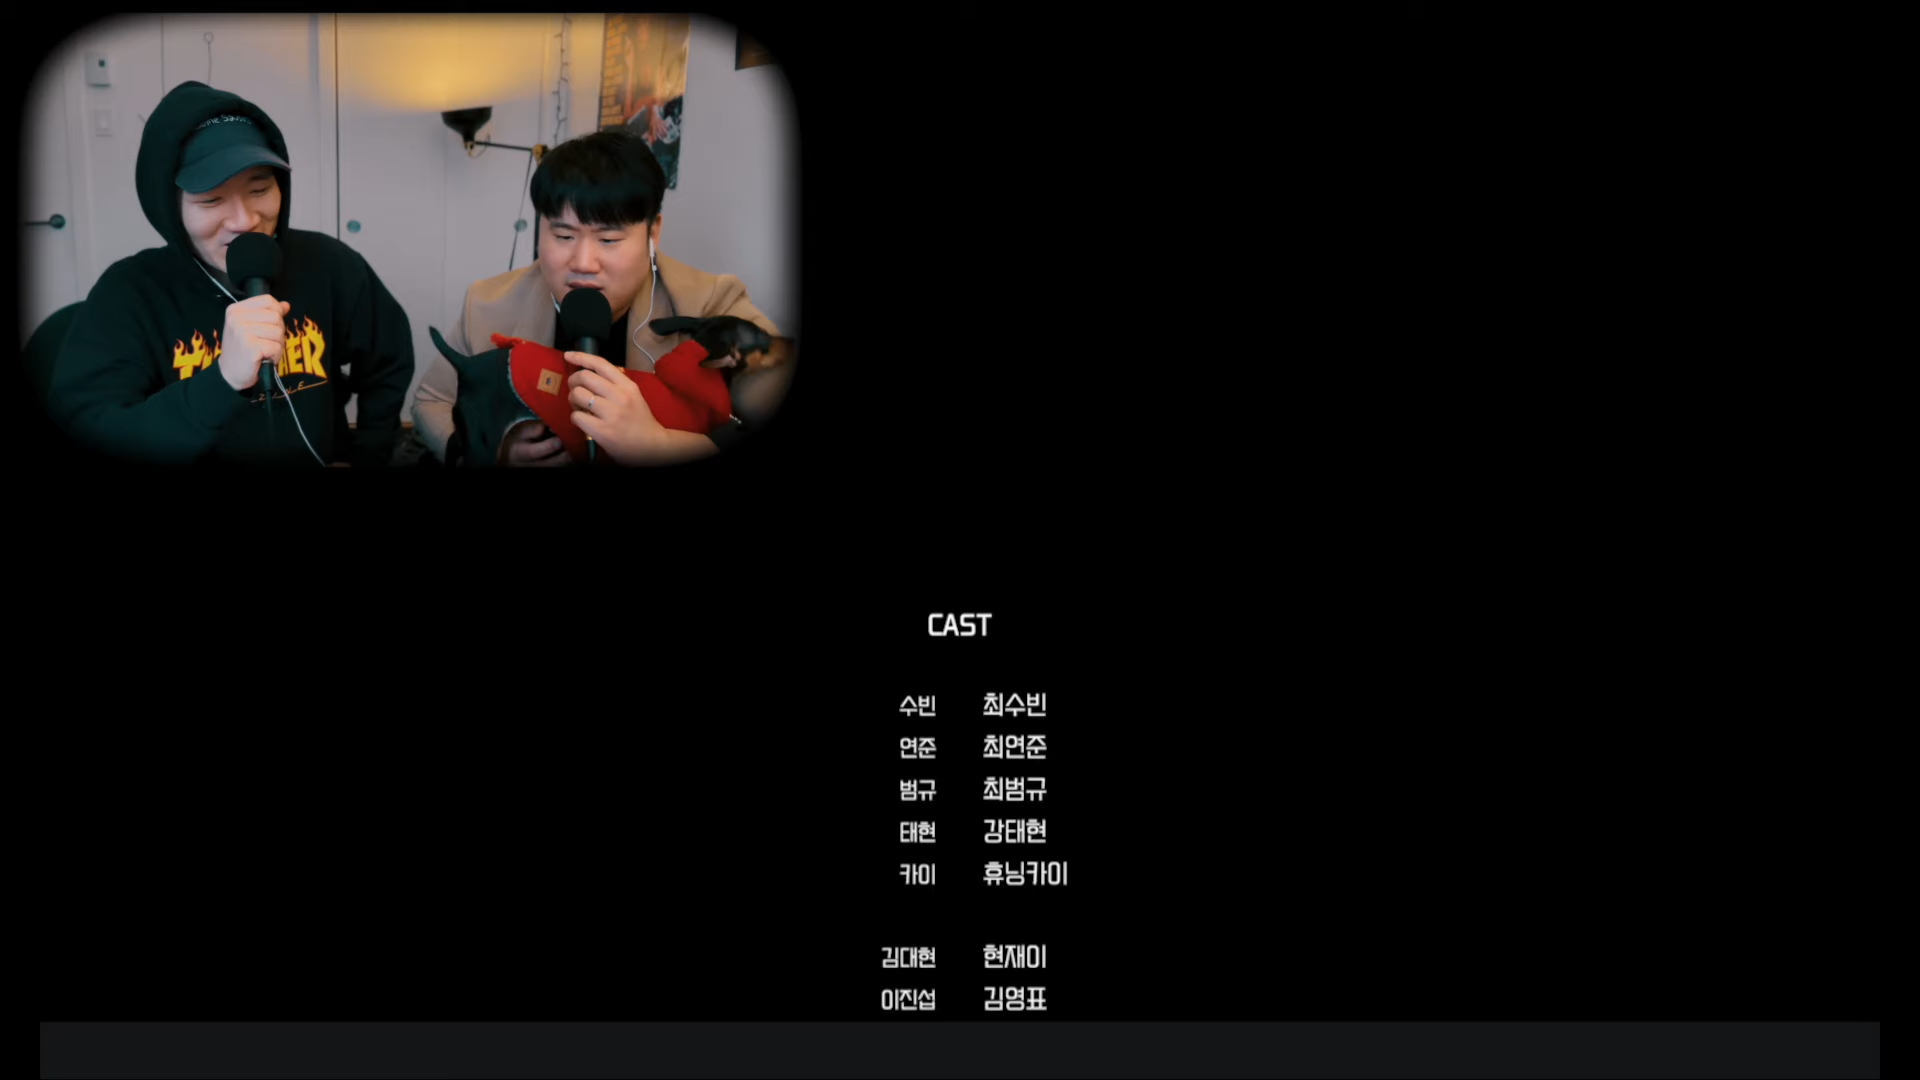 CAST
수빈 최수빈
연준 최연준
범규 최범규
태현 강태현
카이 휴닝카이
김대현 현재이
이진섭 김영표